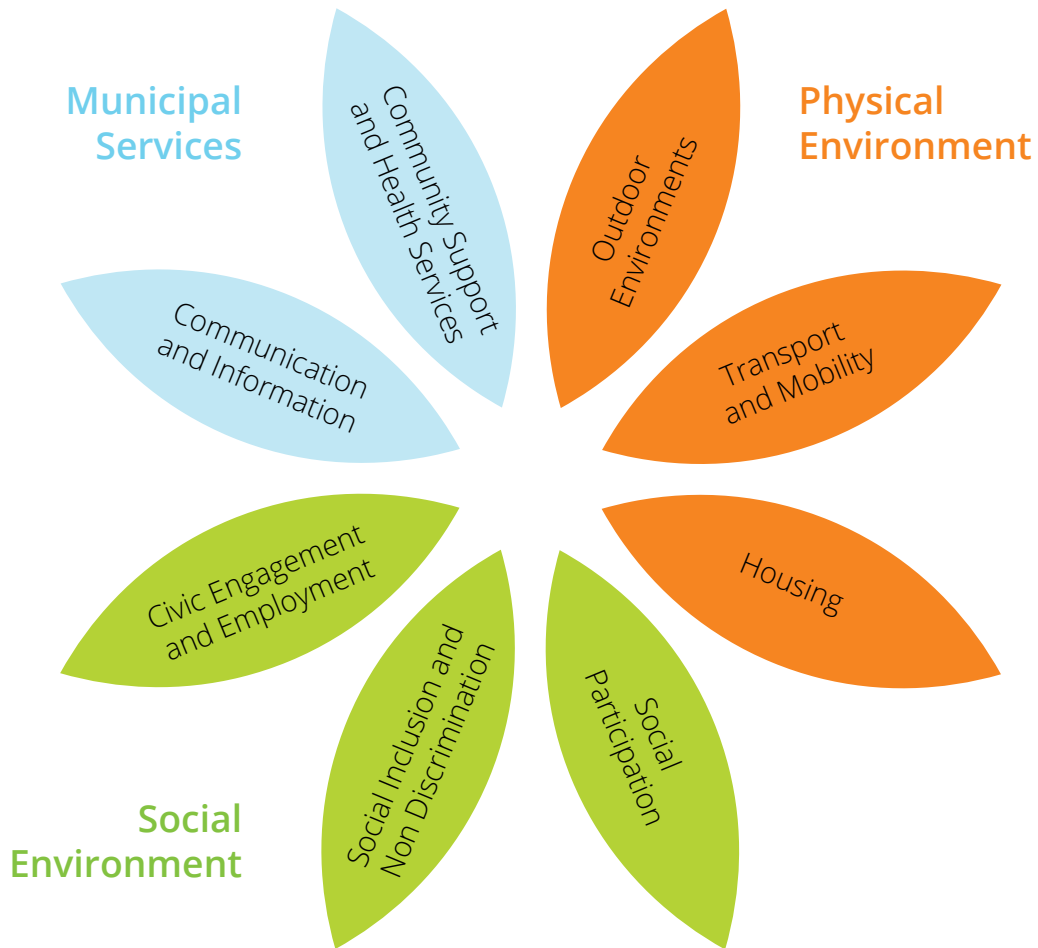 Municipal
Services
Physical
Environment
Community Support
and Health Services
Outdoor
Environments
Communication
and Information
Transport
and Mobility
Civic Engagement
and Employment
Housing
Social Inclusion and
Non Discrimination
Social
Participation
Social
Environment